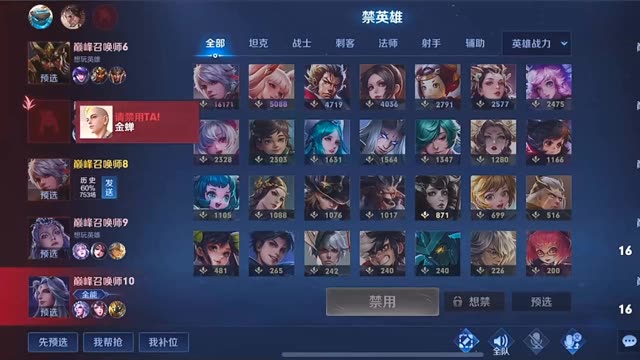 禁英雄
全部 坦克 战士 刺客 法师 射手 辅助 英雄战力
巅峰召唤师6
想玩英雄
预选
请禁用TA!
金蝉
巅峰召唤师8
历史
60%
753场
发送
预选
巅峰召唤师9
想玩英雄
预选
巅峰召唤师10
全能
预选
16171 5088 4719 4036 2791 2577 2475
2328 2303 1631 1564 1347 1280 1166
1105 1088 1076 1017 871 699 516
481 265 242 240 240 226 200
16
16
禁用 想禁 预选
先预选 我帮抢 我补位
全队